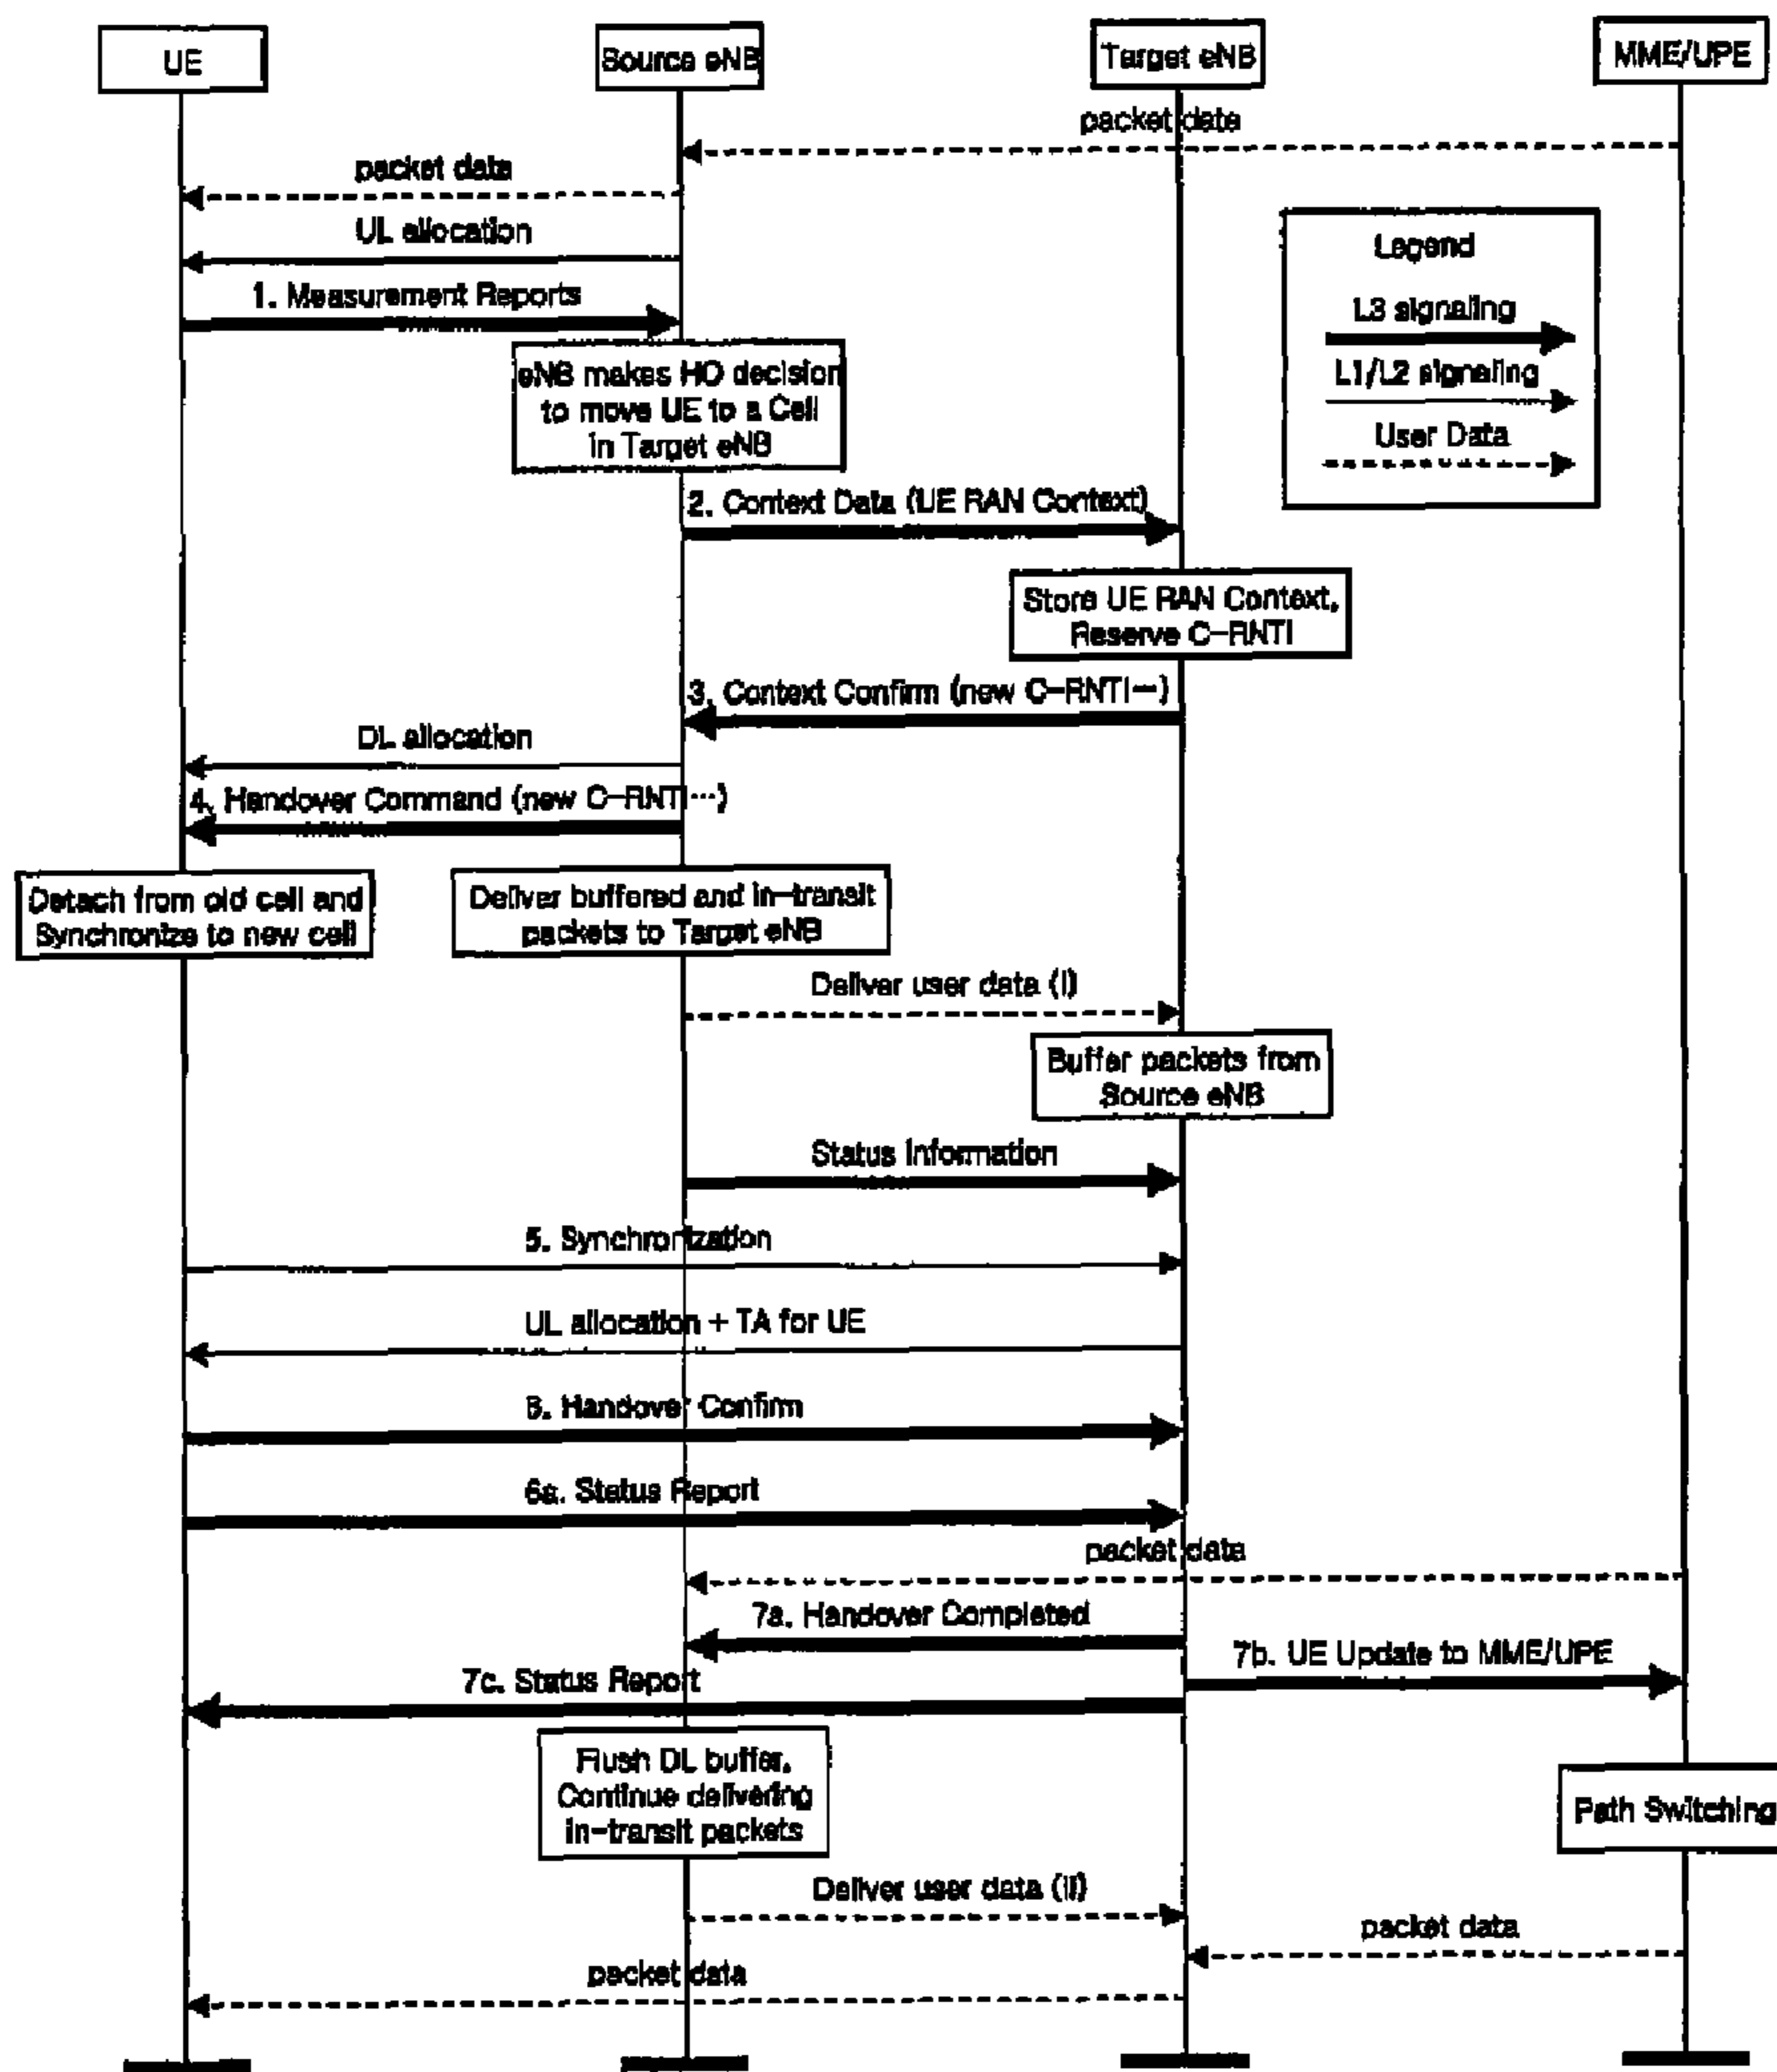 UE
Source eNB
Target eNB
MME/UPE
packet data
packet data
UL allocation
Legend
1. Measurement Reports
L3 signaling
eNB makes HO decision
to move UE to a Cell
in Target eNB
L1/L2 signaling
User Data
2. Context Data (UE RAN Context)
Store UE RAN Context,
Reserve C-RNTI
3. Context Confirm (new C-RNTI--)
DL allocation
4. Handover Command (new C-RNTI···)
Detach from old cell and
Synchronize to new cell
Deliver buffered and in-transit
packets to Target eNB
Deliver user data (I)
Buffer packets from
Source eNB
Status Information
5. Synchronization
UL allocation + TA for UE
6. Handover Confirm
6a. Status Report
packet data
7a. Handover Completed
7b. UE Update to MME/UPE
7c. Status Report
Flush DL buffer,
Continue delivering
in-transit packets
Path Switching
Deliver user data (II)
packet data
packet data